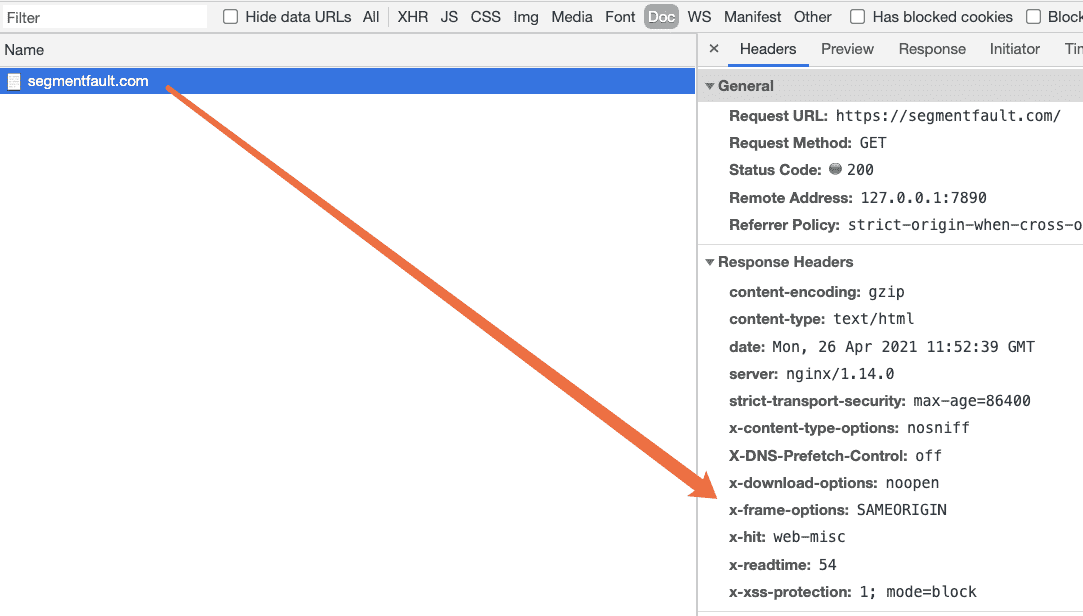 Filter Hide data URLs All XHR JS CSS Img Media Font Doc WS Manifest Other Has blocked cookies
Name
segmentfault.com
× Headers Preview Response Initiator
General
Request URL: https://segmentfault.com/
Request Method: GET
Status Code: 200
Remote Address: 127.0.0.1:7890
Referrer Policy: strict-origin-when-cross-o
Response Headers
content-encoding: gzip
content-type: text/html
date: Mon, 26 Apr 2021 11:52:39 GMT
server: nginx/1.14.0
strict-transport-security: max-age=86400
x-content-type-options: nosniff
X-DNS-Prefetch-Control: off
x-download-options: noopen
x-frame-options: SAMEORIGIN
x-hit: web-misc
x-readtime: 54
x-xss-protection: 1; mode=block